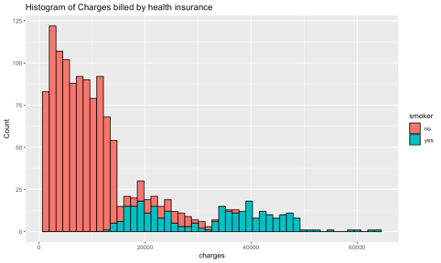 Histogram of Charges billed by health insurance
125
100
75
50
25
0
Count
0
20000
40000
60000
charges
smoker
no
yes